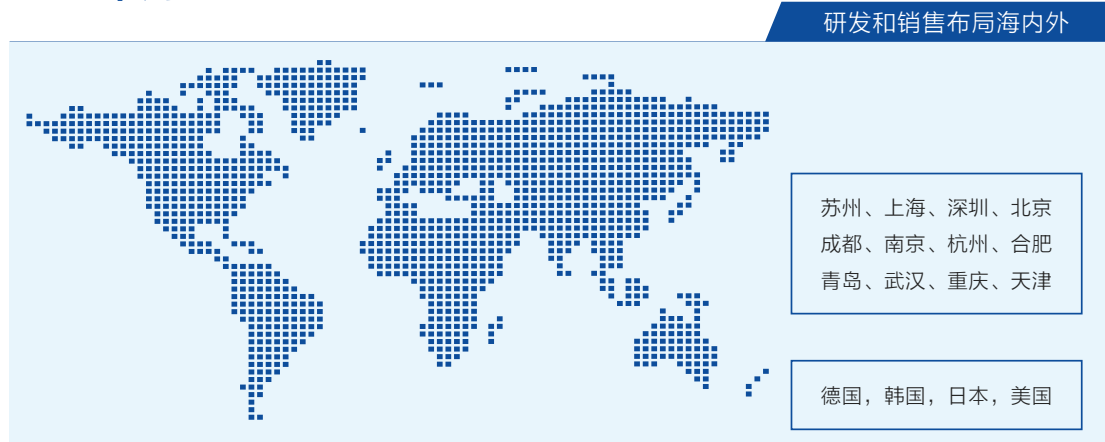 研发和销售布局海内外
苏州、上海、深圳、北京
成都、南京、杭州、合肥
青岛、武汉、重庆、天津
德国，韩国，日本，美国